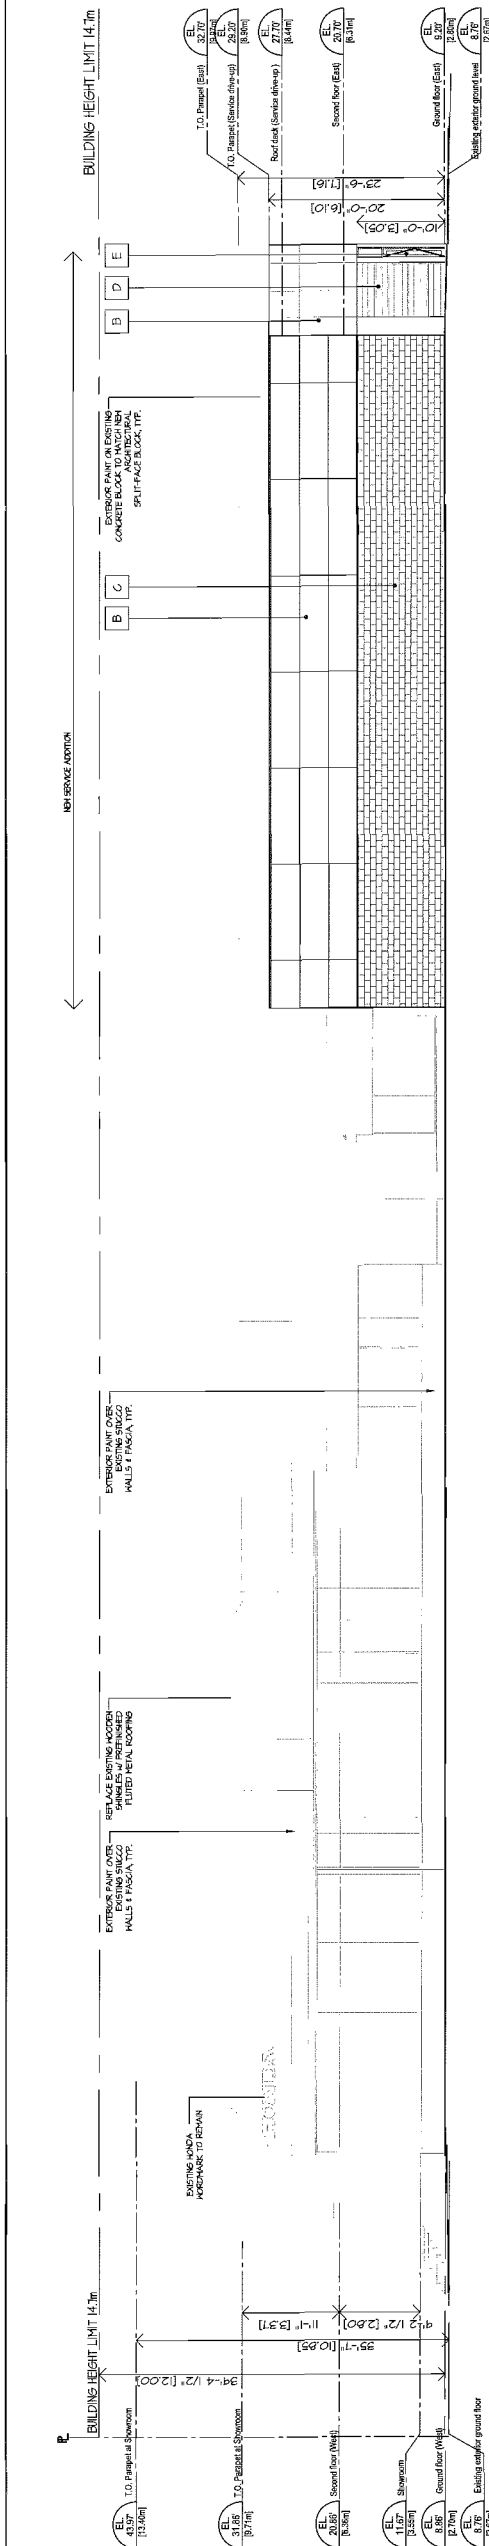 BUILDING HEIGHT LIMIT 14.7m
EL.
43.97'
[13.40m]
T.O. Parapet at Showroom
EL.
31.86'
[9.71m]
T.O. Parapet at Showroom
EL.
20.86'
[6.36m]
Second floor (West)
EL.
11.67'
[3.55m]
Showroom
EL.
8.86'
[2.70m]
Ground floor (West)
EL.
8.76'
Existing exterior ground floor
39'-4 1/2" [12.00]
35'-7" [10.85]
11'-1" [3.37]
9'-2 1/2" [2.80]
EXISTING HONDA
WORDMARK TO REMAIN
HONDA
EXTERIOR PAINT OVER
EXISTING STUCCO
WALLS & FASCIA, TYP.
REPLACE EXISTING WOODEN
SHINGLES W/ PREFINISHED
FLUTED METAL ROOFING
EXTERIOR PAINT OVER
EXISTING STUCCO
WALLS & FASCIA, TYP.
NEW SERVICE ADDITION
B
C
EXTERIOR PAINT ON EXISTING
CONCRETE BLOCK TO MATCH NEW
ARCHITECTURAL
SPLIT-FACE BLOCK, TYP.
B
D
E
10'-0" [3.05]
20'-0" [6.10]
23'-6" [7.16]
BUILDING HEIGHT LIMIT 14.7m
T.O. Parapet (East)
EL.
32.70'
[9.97m]
T.O. Parapet (Service drive-up)
EL.
29.20'
[8.90m]
Roof deck (Service drive-up)
EL.
27.70'
[8.44m]
Second floor (East)
EL.
20.70'
[6.31m]
Ground floor (East)
EL.
9.20'
[2.80m]
Existing exterior ground level
EL.
8.76'
[2.67m]